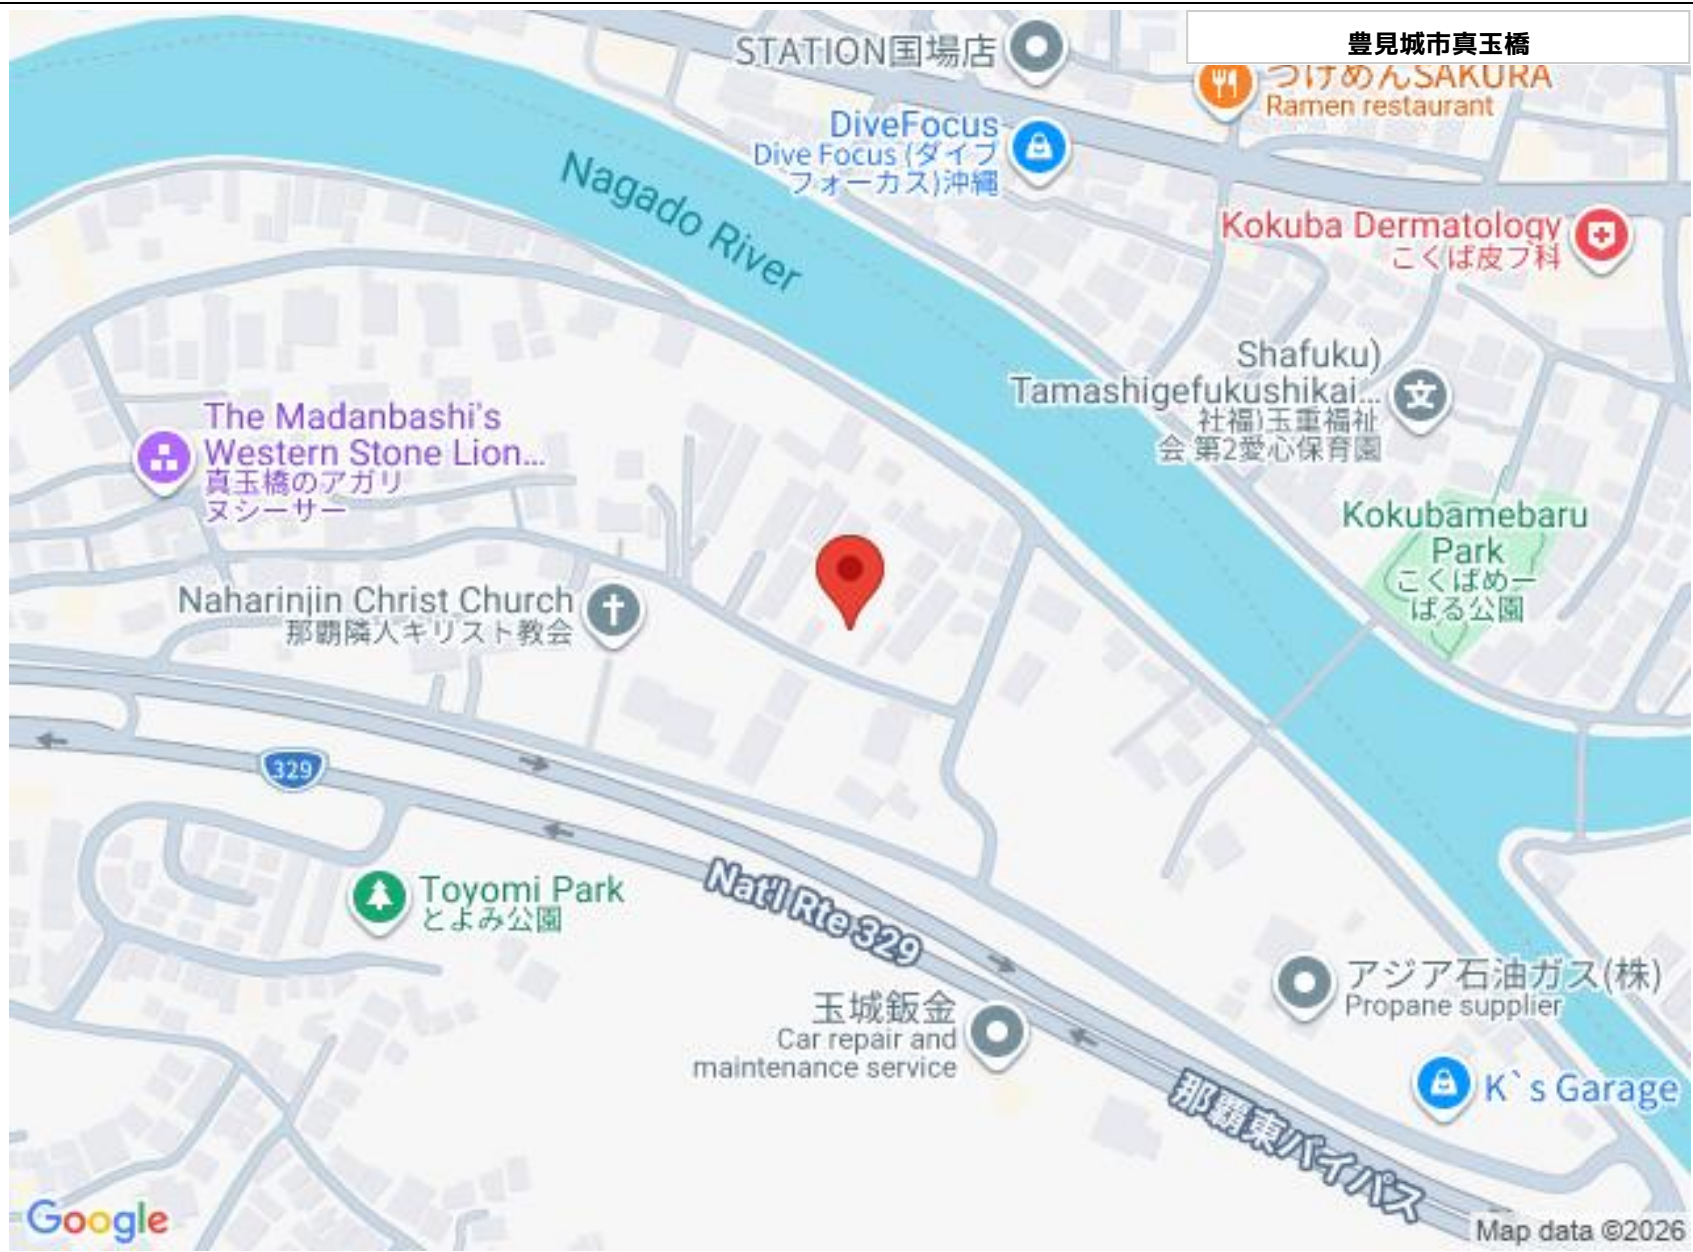 豊見城市真玉橋
STATION国場店
つけめんSAKURA
Ramen restaurant
DiveFocus
Dive Focus (ダイブ
フォーカス)沖縄
Nagado River
Kokuba Dermatology
こくば皮フ科
Shafuku)
Tamashigefukushikai...
社福)玉重福祉
会 第2愛心保育園
The Madanbashi's
Western Stone Lion...
真玉橋のアガリ
ヌシーサー
Kokubamebaru
Park
こくばめー
ばる公園
Naharinjin Christ Church
那覇隣人キリスト教会
329
Toyomi Park
とよみ公園
Nat'l Rte 329
アジア石油ガス(株)
Propane supplier
玉城鈑金
Car repair and
maintenance service
K`s Garage
那覇東バイパス
Google
Map data ©2026